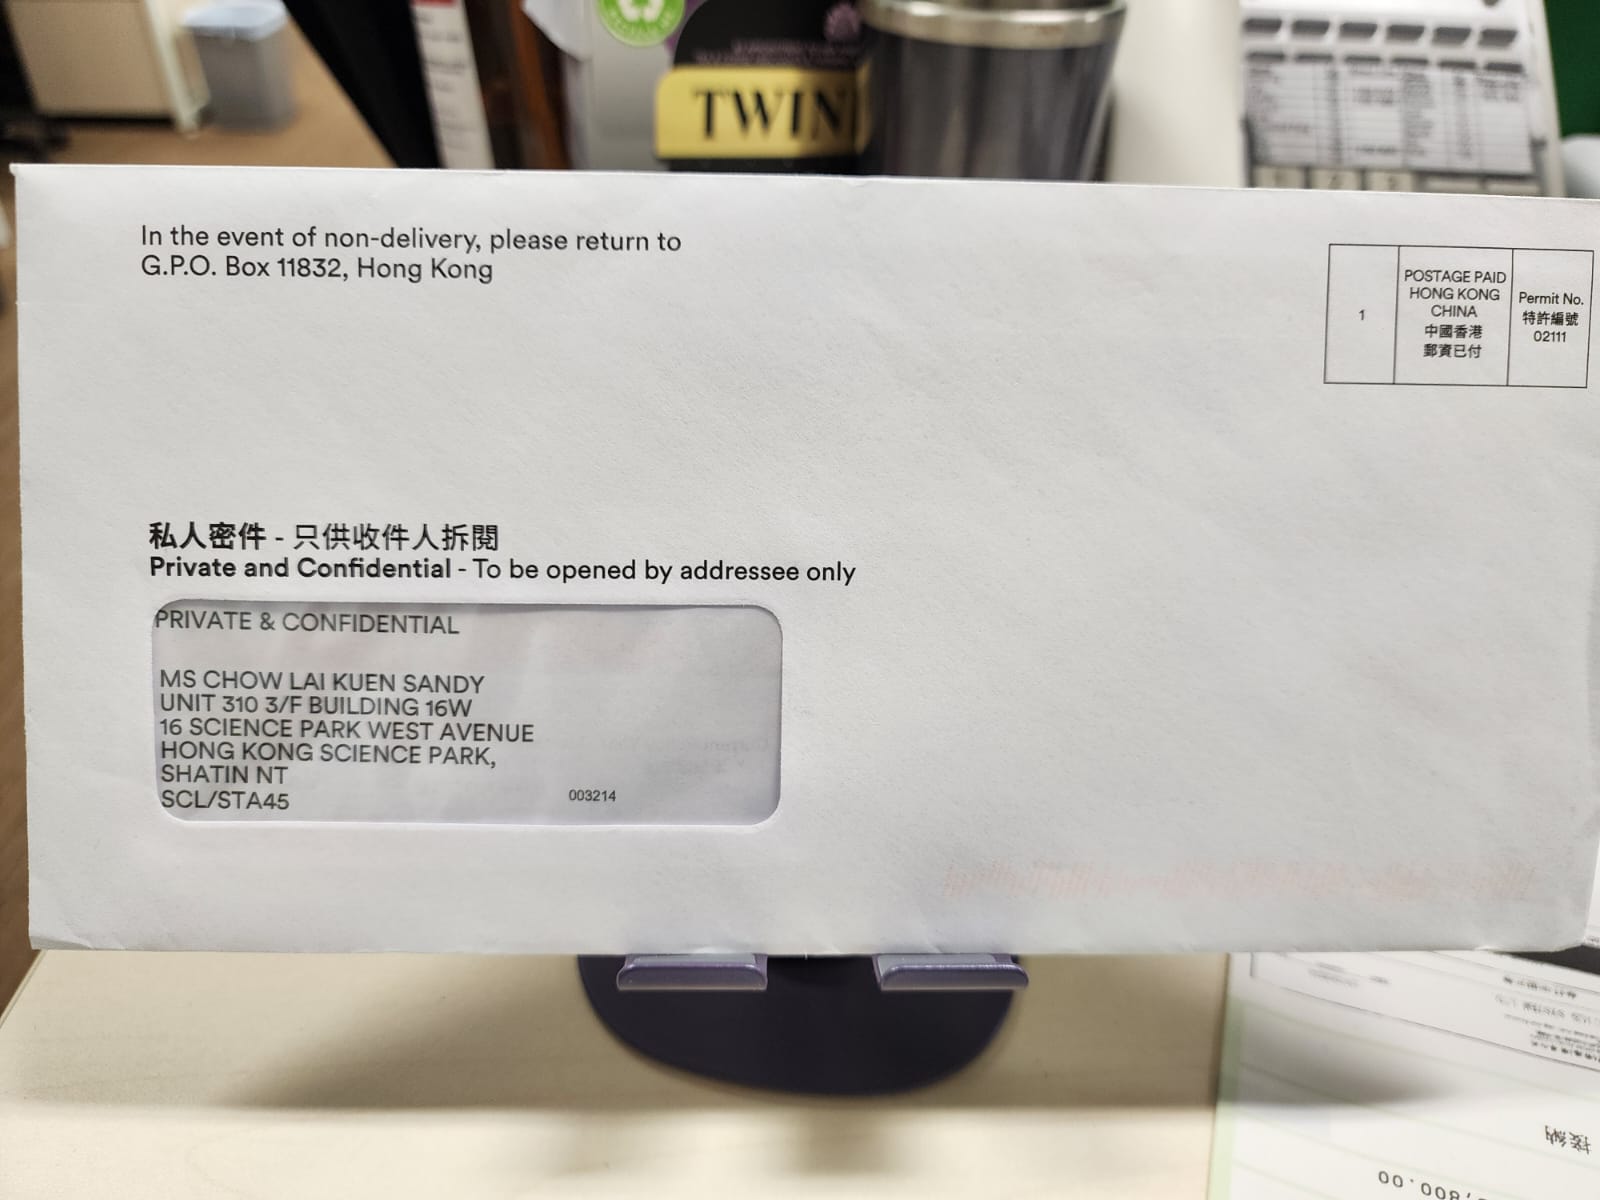 TWIN
In the event of non-delivery, please return to
G.P.O. Box 11832, Hong Kong
1
POSTAGE PAID
HONG KONG
CHINA
中國香港
郵資已付
Permit No.
特許編號
02111
私人密件 - 只供收件人拆閱
Private and Confidential - To be opened by addressee only
PRIVATE & CONFIDENTIAL
MS CHOW LAI KUEN SANDY
UNIT 310 3/F BUILDING 16W
16 SCIENCE PARK WEST AVENUE
HONG KONG SCIENCE PARK,
SHATIN NT
SCL/STA45
003214
接納